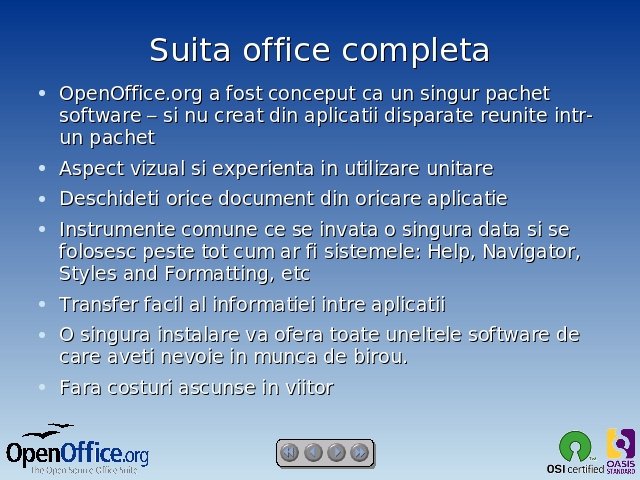 Suita office completa
OpenOffice.org a fost conceput ca un singur pachet
software – si nu creat din aplicatii disparate reunite intr-
un pachet
Aspect vizual si experienta in utilizare unitare
Deschideti orice document din oricare aplicatie
Instrumente comune ce se invata o singura data si se
folosesc peste tot cum ar fi sistemele: Help, Navigator,
Styles and Formatting, etc
Transfer facil al informatiei intre aplicatii
O singura instalare va ofera toate uneltele software de
care aveti nevoie in munca de birou.
Fara costuri ascunse in viitor
OpenOffice.org
The Open Source Office Suite
OSI certified
OASIS
STANDARD